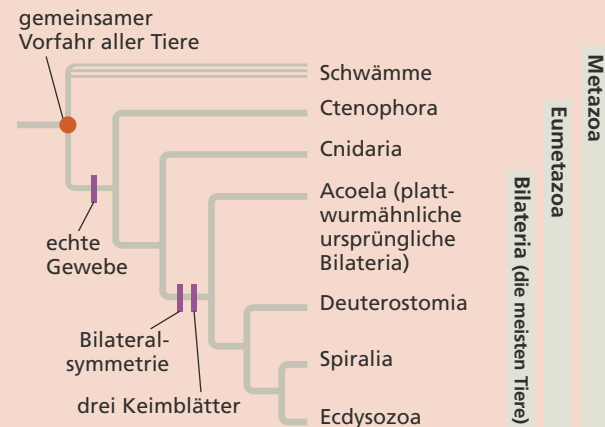 gemeinsamer
Vorfahr aller Tiere
Schwämme
Ctenophora
Cnidaria
Acoela (platt-
wurmähnliche
ursprüngliche
Bilateria)
echte
Gewebe
Deuterostomia
Bilateral-
symmetrie
Spiralia
drei Keimblätter
Ecdysozoa
Bilateria (die meisten Tiere)
Eumetazoa
Metazoa